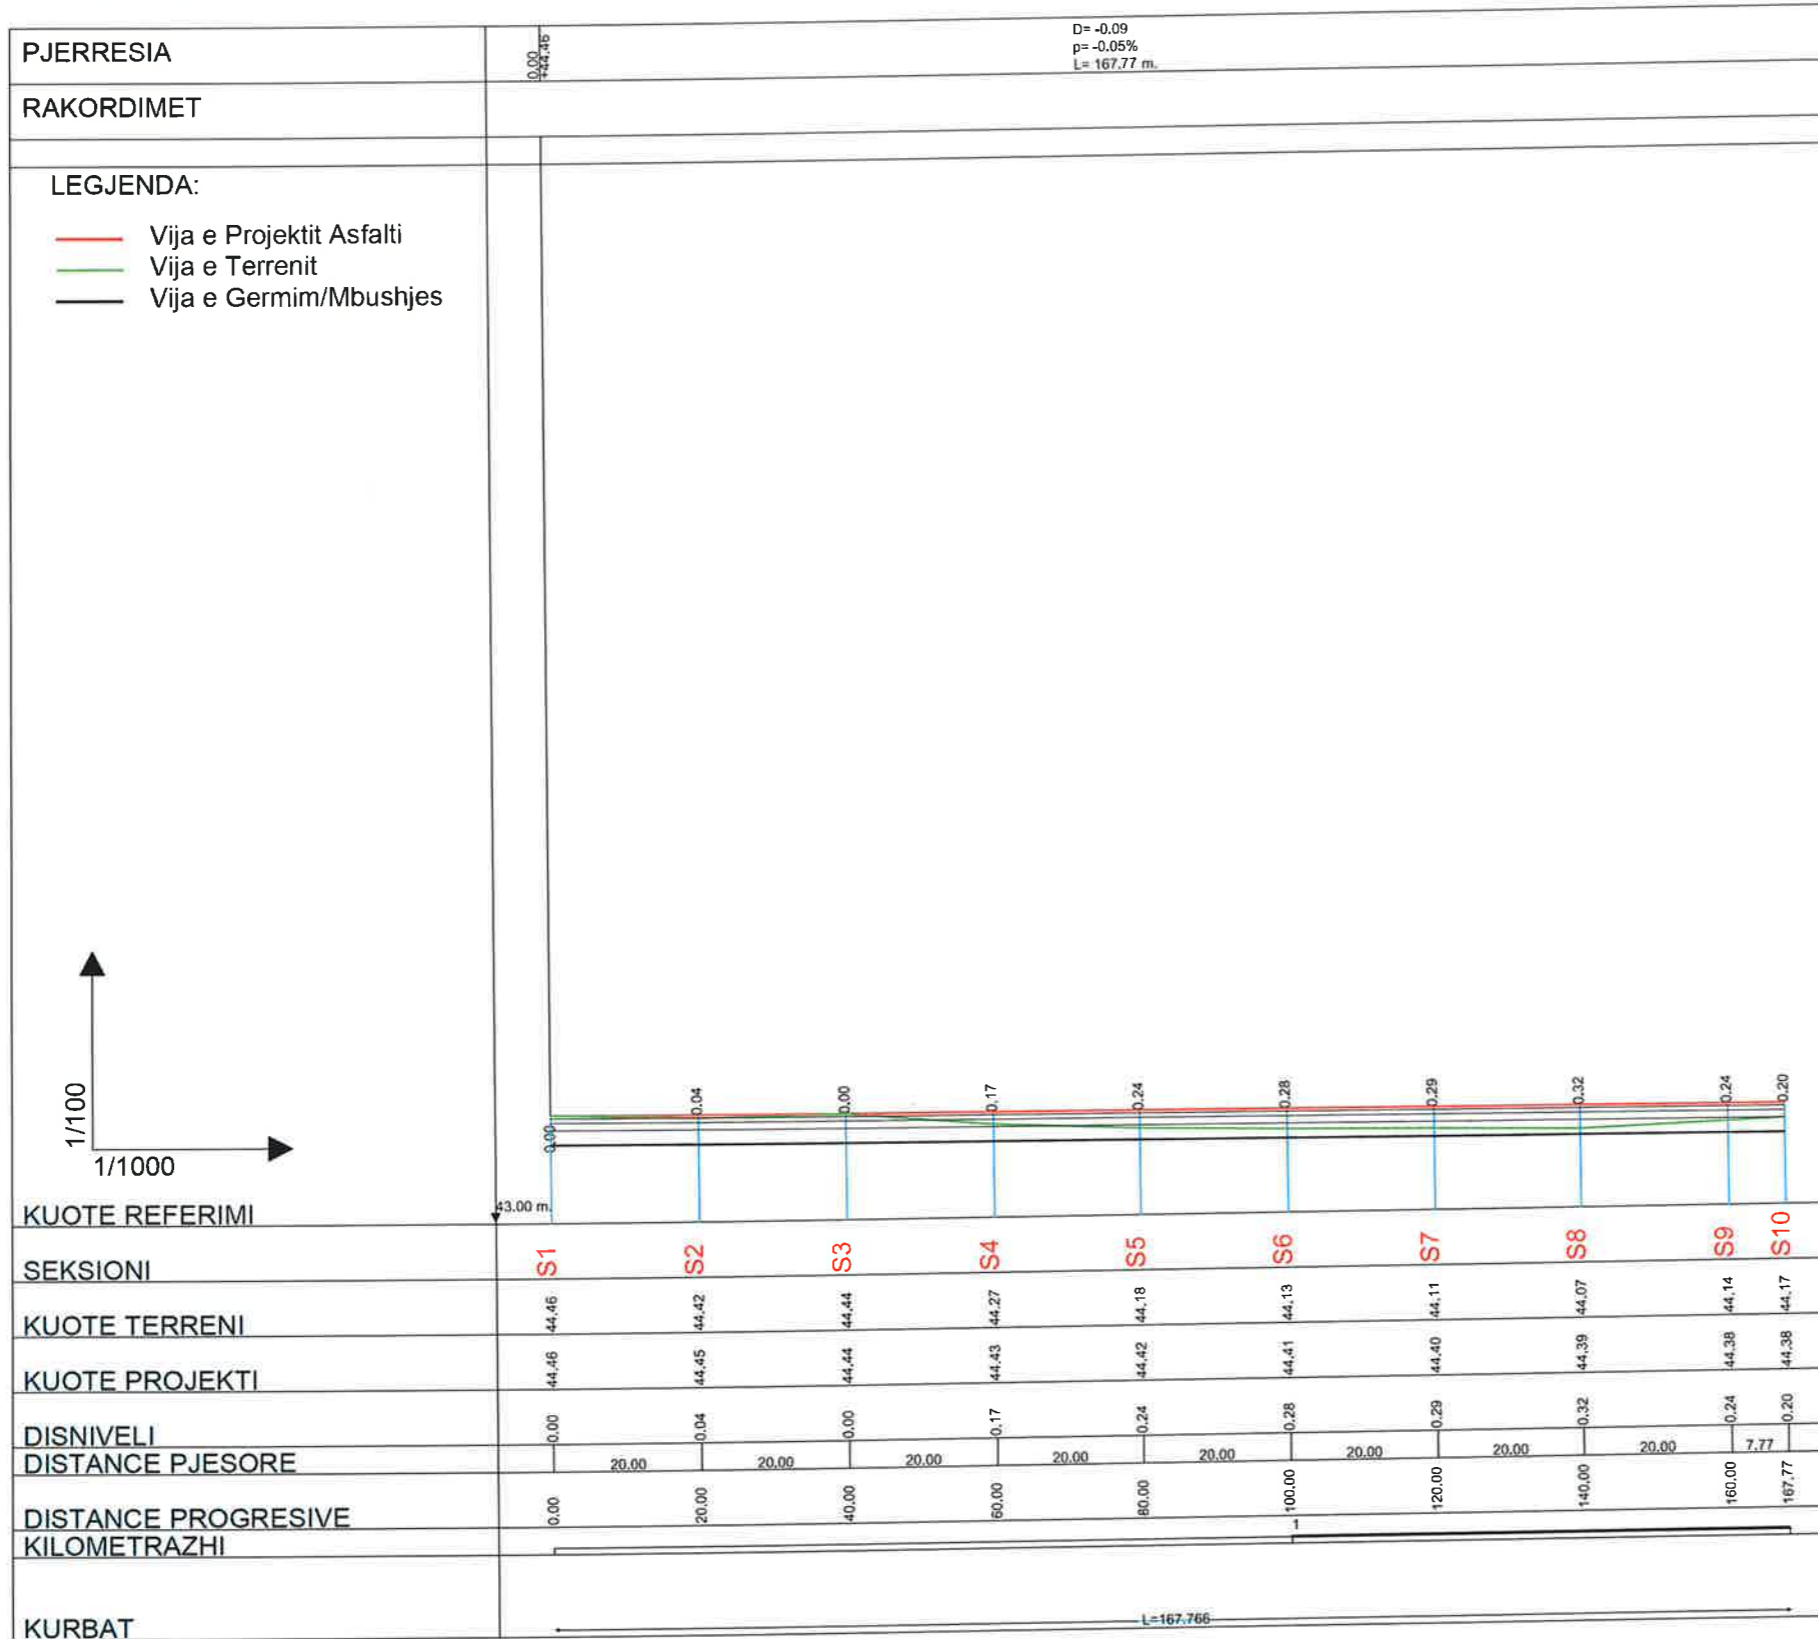 PJERRESIA
0.00
+44.46
D= -0.09
p= -0.05%
L= 167.77 m.
RAKORDIMET
LEGJENDA:
Vija e Projektit Asfalti
Vija e Terrenit
Vija e Germim/Mbushjes
1/100
1/1000
0.00 0.04 0.00 0.17 0.24 0.28 0.29 0.32 0.24 0.20
KUOTE REFERIMI 43.00 m.
SEKSIONI S1 S2 S3 S4 S5 S6 S7 S8 S9 S10
KUOTE TERRENI 44.46 44.42 44.44 44.27 44.18 44.13 44.11 44.07 44.14 44.17
KUOTE PROJEKTI 44.46 44.45 44.44 44.43 44.42 44.41 44.40 44.39 44.38 44.38
DISNIVELI 0.00 0.04 0.00 0.17 0.24 0.28 0.29 0.32 0.24 0.20
DISTANCE PJESORE 20.00 20.00 20.00 20.00 20.00 20.00 20.00 20.00 7.77
DISTANCE PROGRESIVE 0.00 20.00 40.00 60.00 80.00 100.00 120.00 140.00 160.00 167.77
KILOMETRAZHI 1
KURBAT L=167.766